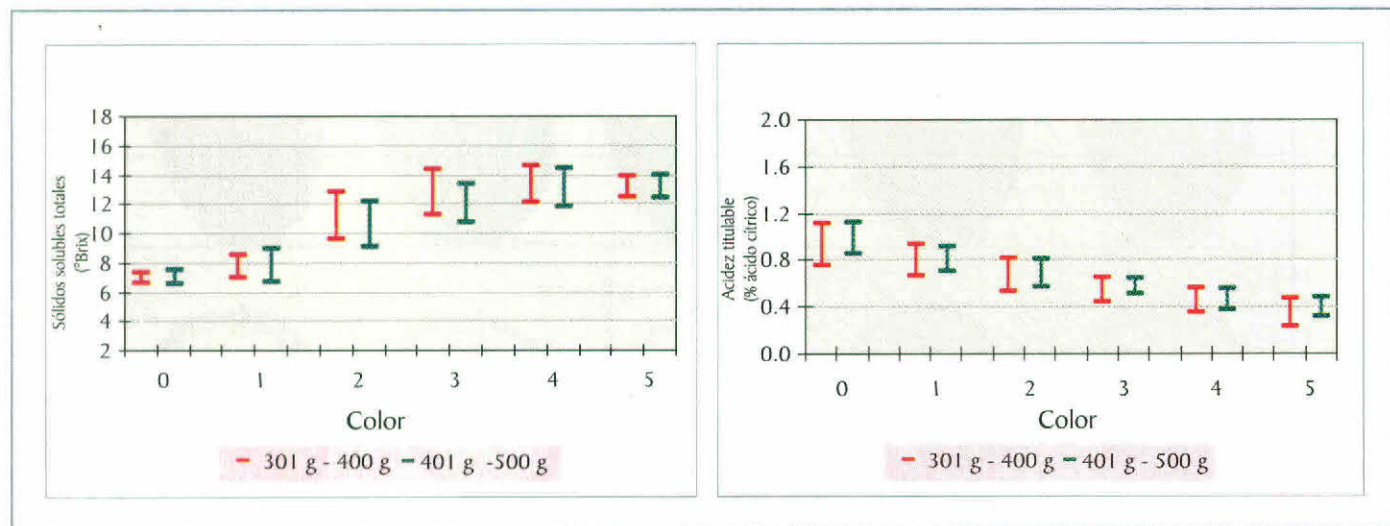 Sólidos solubles totales
(°Brix)
18
16
14
12
10
8
6
4
2
0 1 2 3 4 5
Color
301 g - 400 g 401 g -500 g
Acidez titulable
(% ácido cítrico)
2.0
1.6
1.2
0.8
0.4
0.0
0 1 2 3 4 5
Color
301 g - 400 g 401 g - 500 g